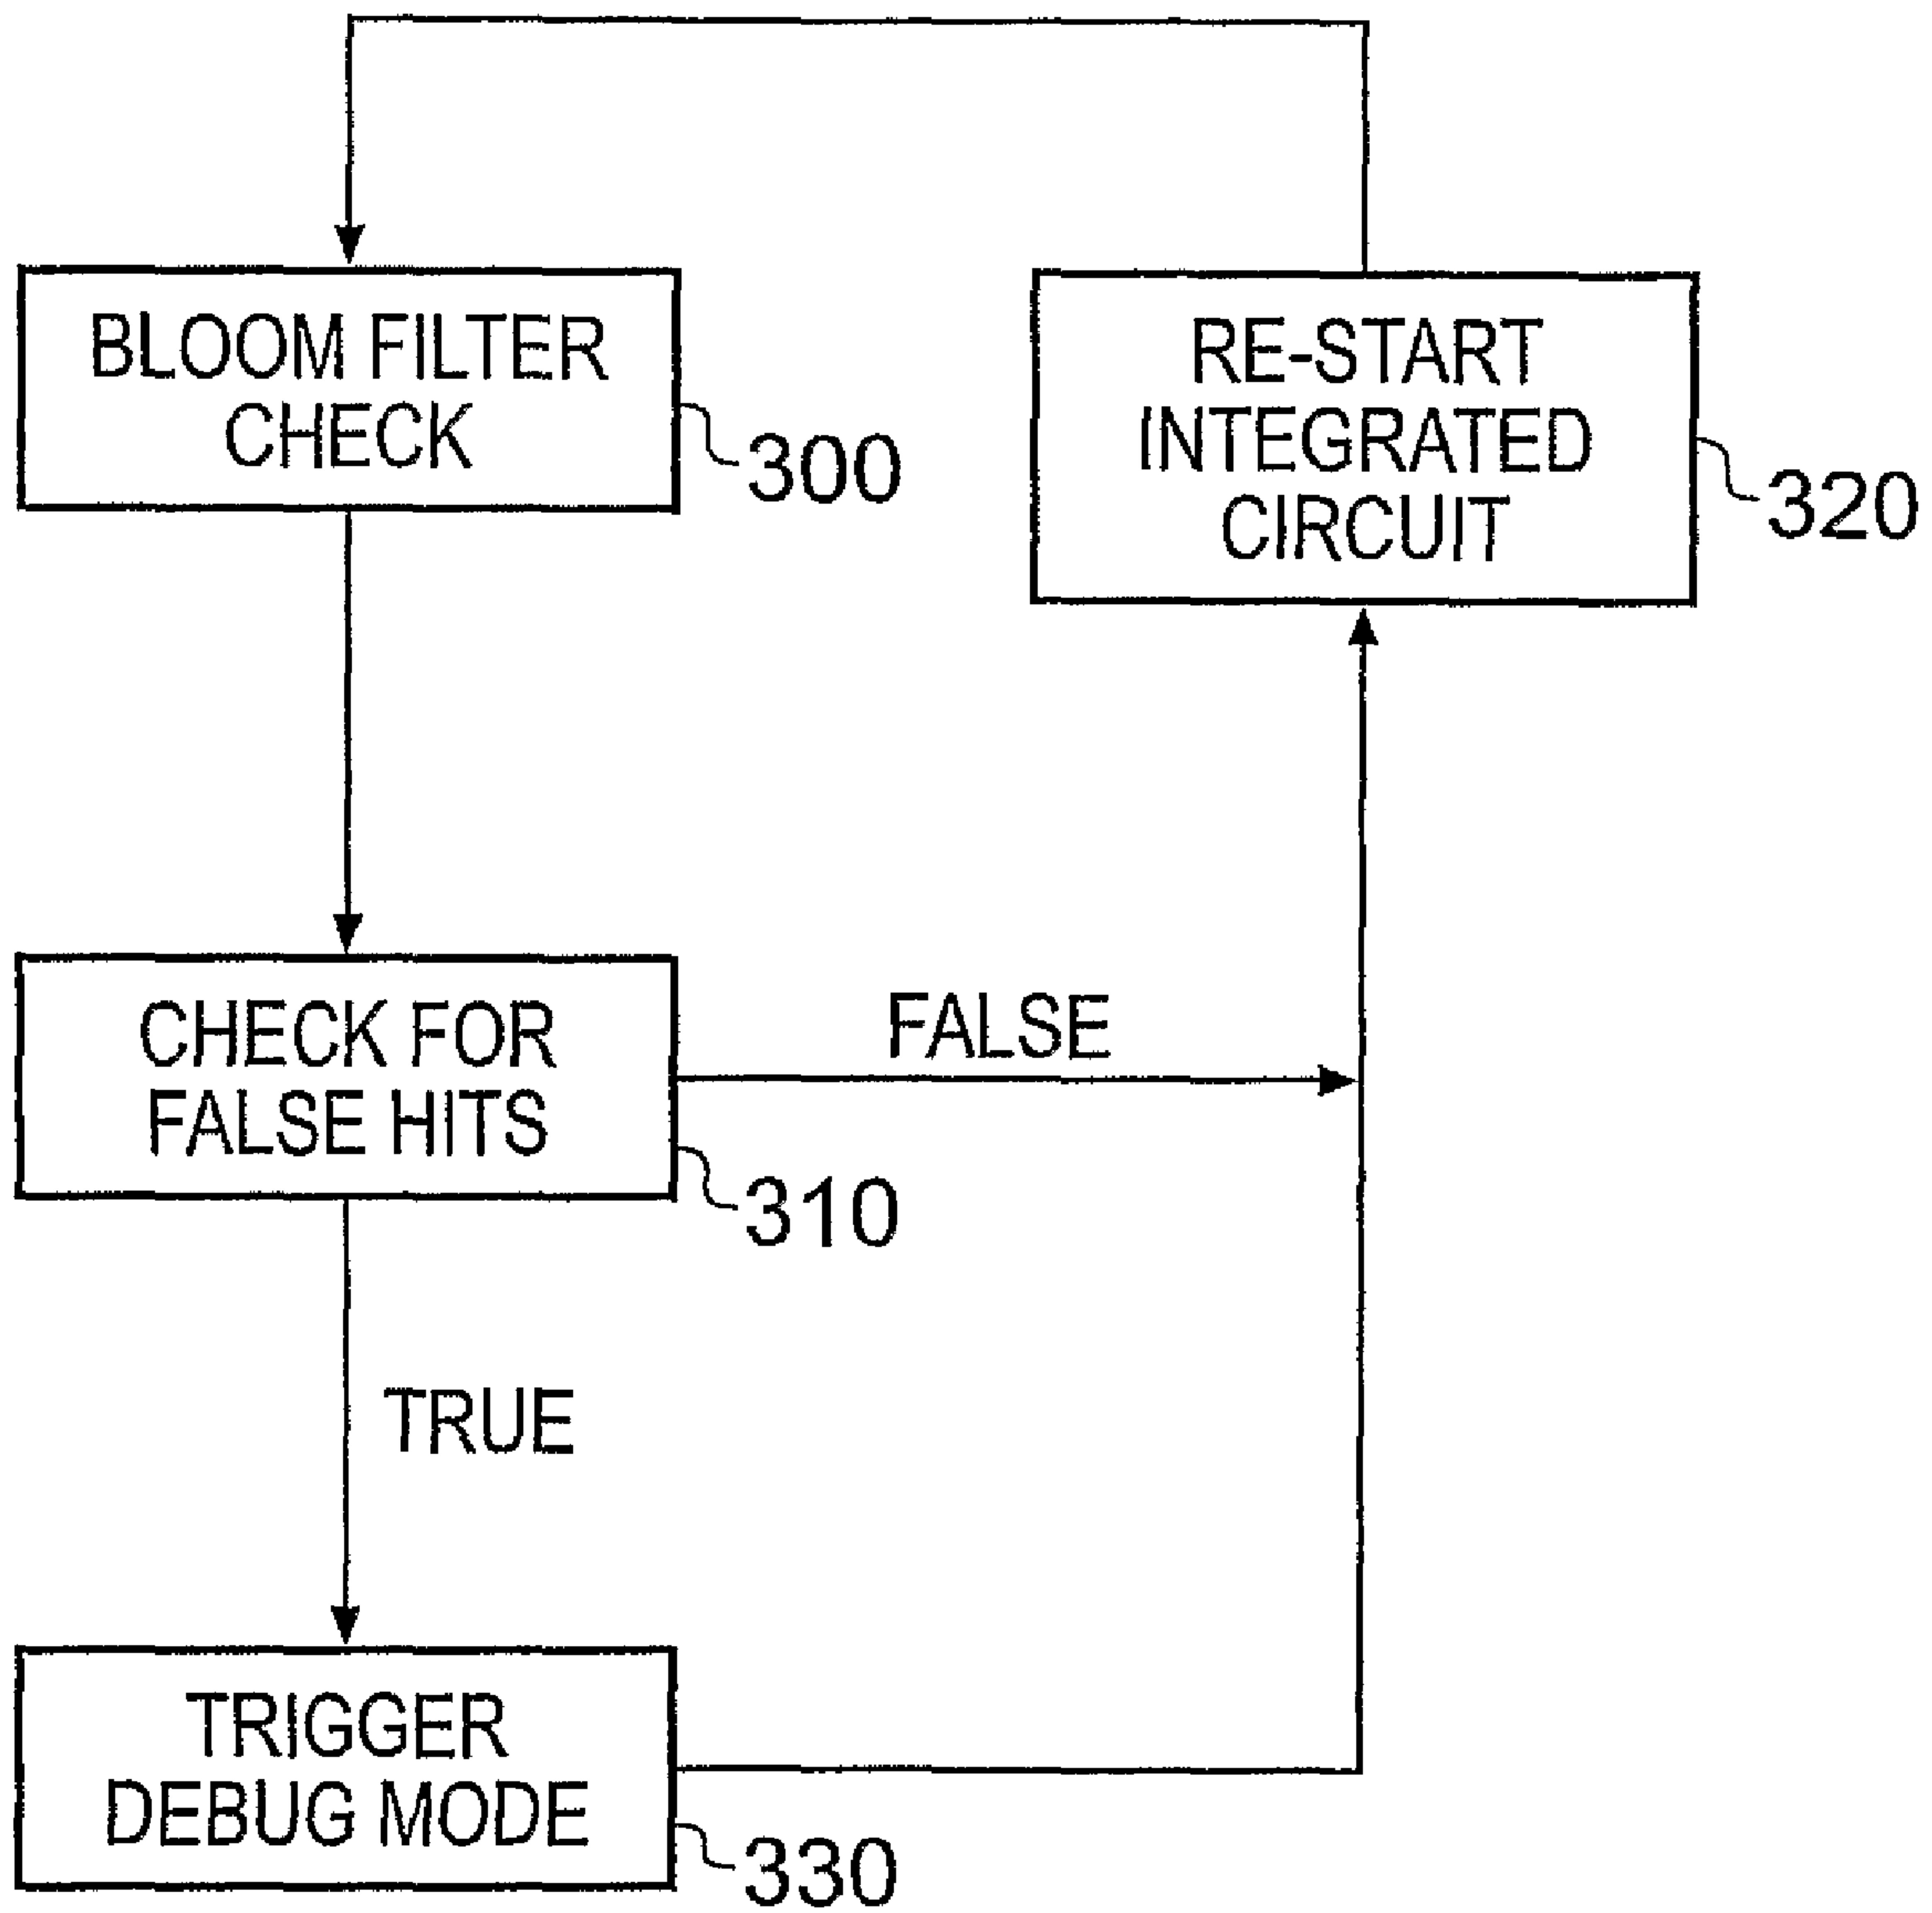 BLOOM FILTER
CHECK
300
RE-START
INTEGRATED
CIRCUIT
320
CHECK FOR
FALSE HITS
310
FALSE
TRUE
TRIGGER
DEBUG MODE
330